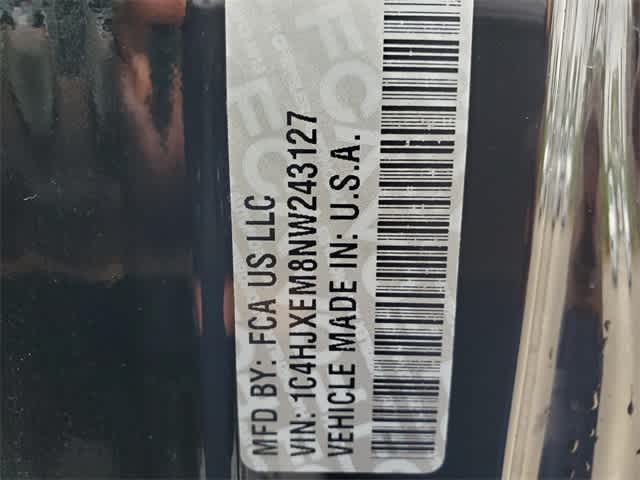 MFD BY: FCA US LLC
VIN: 1C4HJXEM8NW243127
VEHICLE MADE IN: U.S.A.